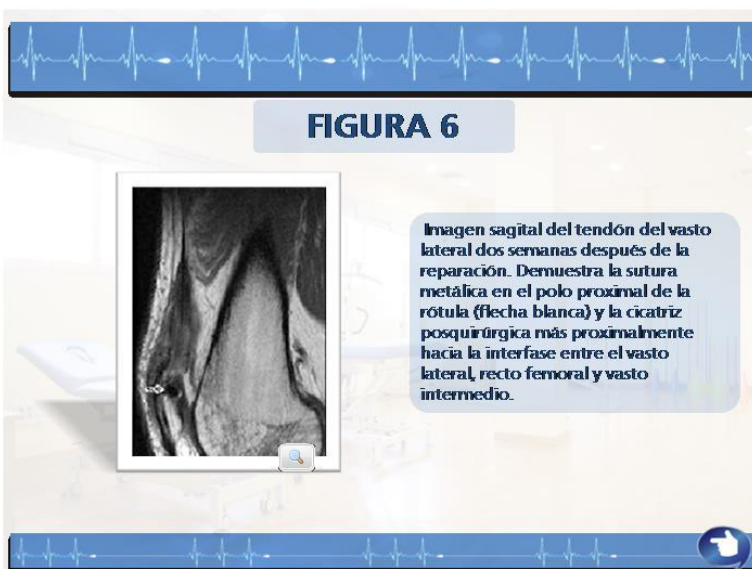 FIGURA 6
Imagen sagital del tendón del vasto
lateral dos semanas después de la
reparación. Demuestra la sutura
metálica en el polo proximal de la
rótula (flecha blanca) y la cicatriz
posquirúrgica más proximalmente
hacia la interfase entre el vasto
lateral, recto femoral y vasto
intermedio.